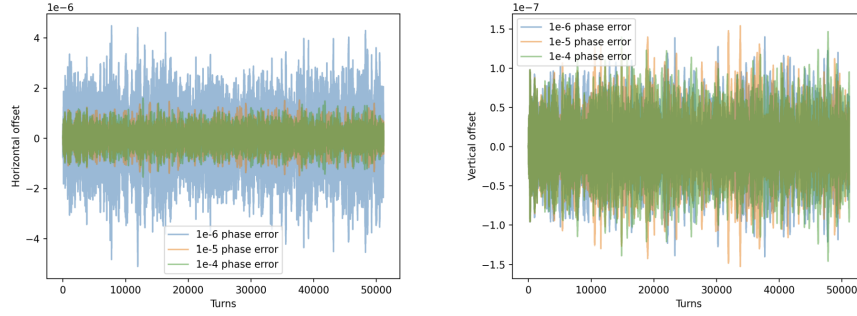 1e−6
Horizontal offset
4
2
0
−2
−4
1e-6 phase error
1e-5 phase error
1e-4 phase error
0 10000 20000 30000 40000 50000
Turns
1e−7
Vertical offset
1.5
1.0
0.5
0.0
−0.5
−1.0
−1.5
1e-6 phase error
1e-5 phase error
1e-4 phase error
0 10000 20000 30000 40000 50000
Turns